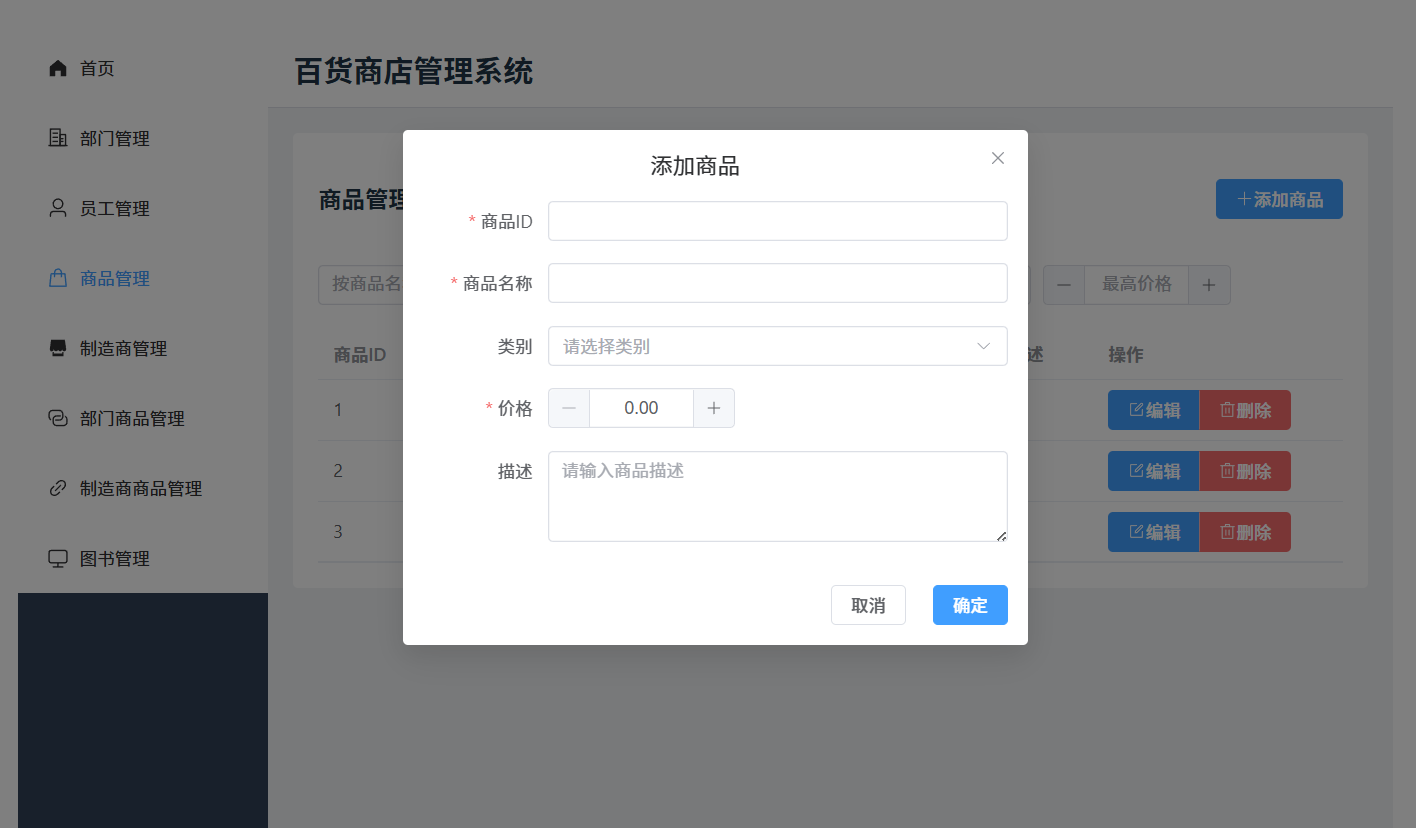 首页
部门管理
员工管理
商品管理
制造商管理
部门商品管理
制造商商品管理
图书管理
百货商店管理系统
商品管理
添加商品
按商品名
最高价格
商品ID
述
操作
1
编辑
删除
2
编辑
删除
3
编辑
删除
添加商品
* 商品ID
* 商品名称
类别
请选择类别
* 价格
0.00
描述
请输入商品描述
取消
确定